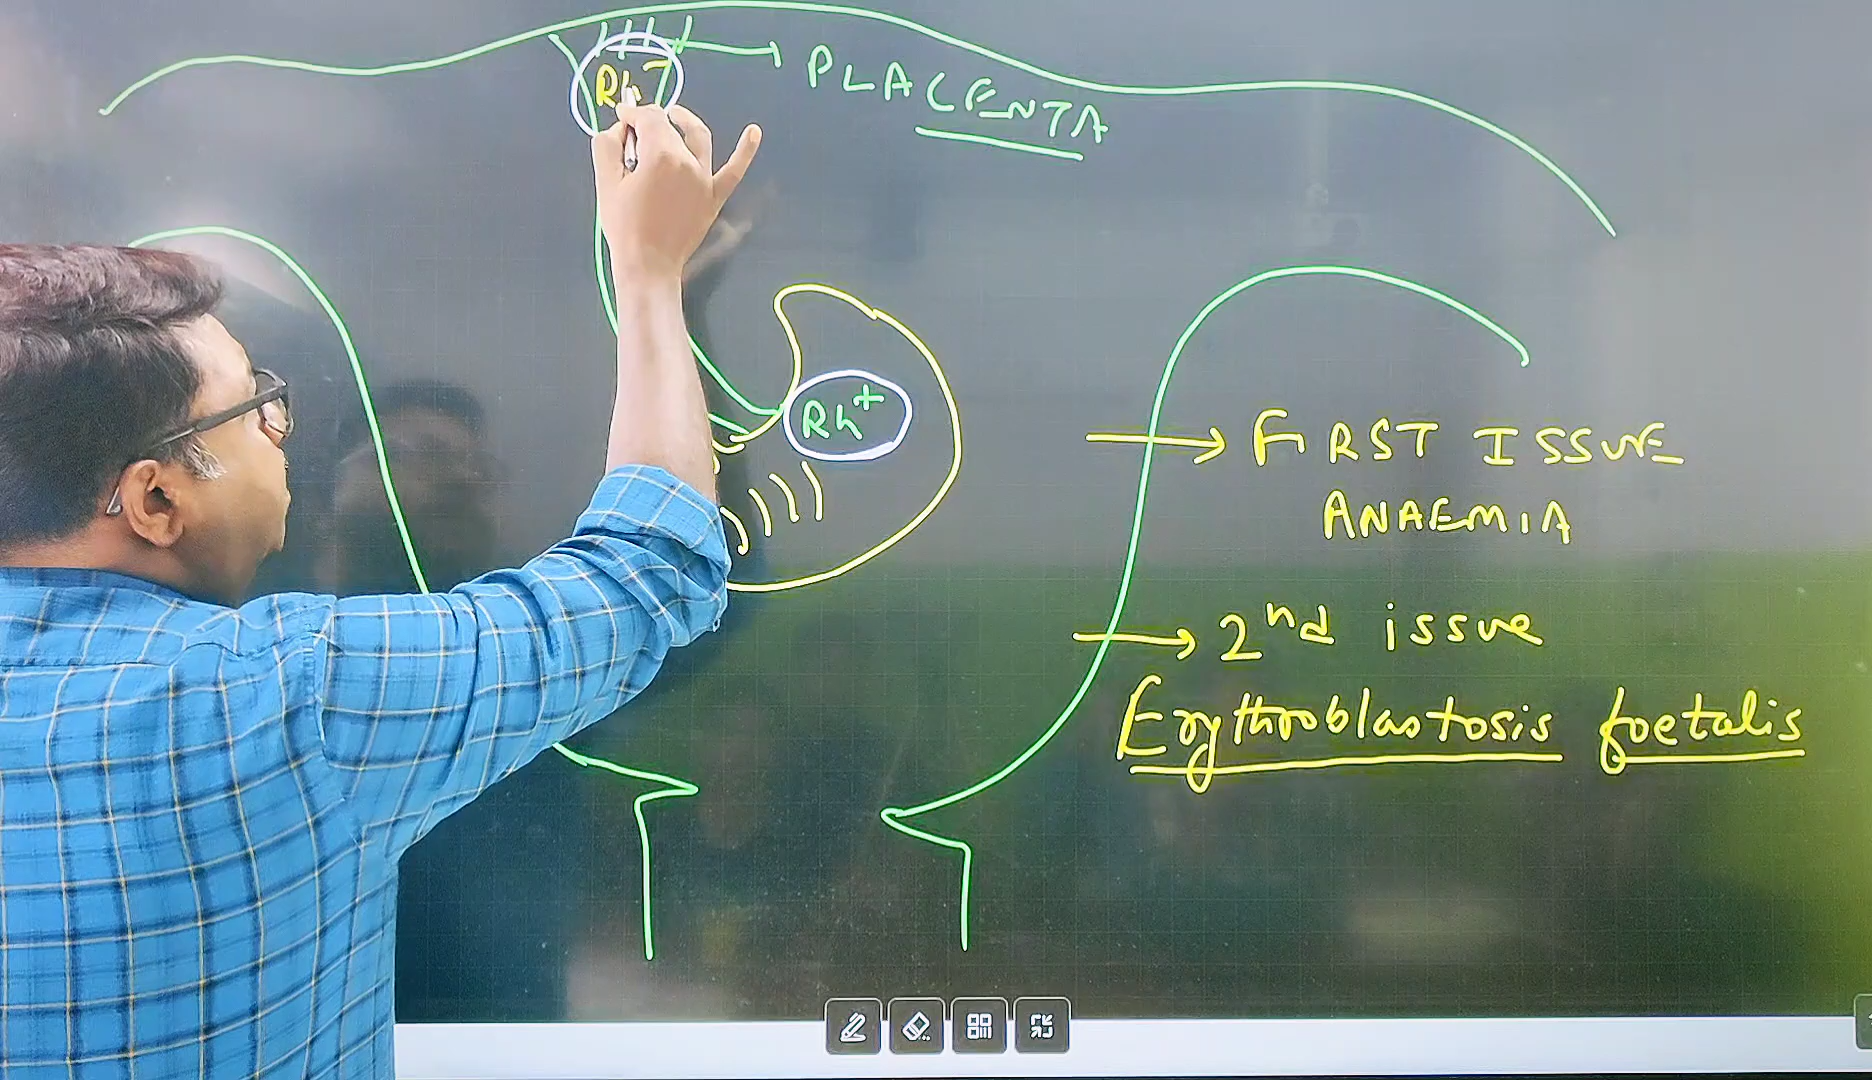 Rh⁻
PLACENTA
Rh⁺
→ FIRST ISSUE
ANAEMIA
→ 2nd issue
Erythroblastosis foetalis